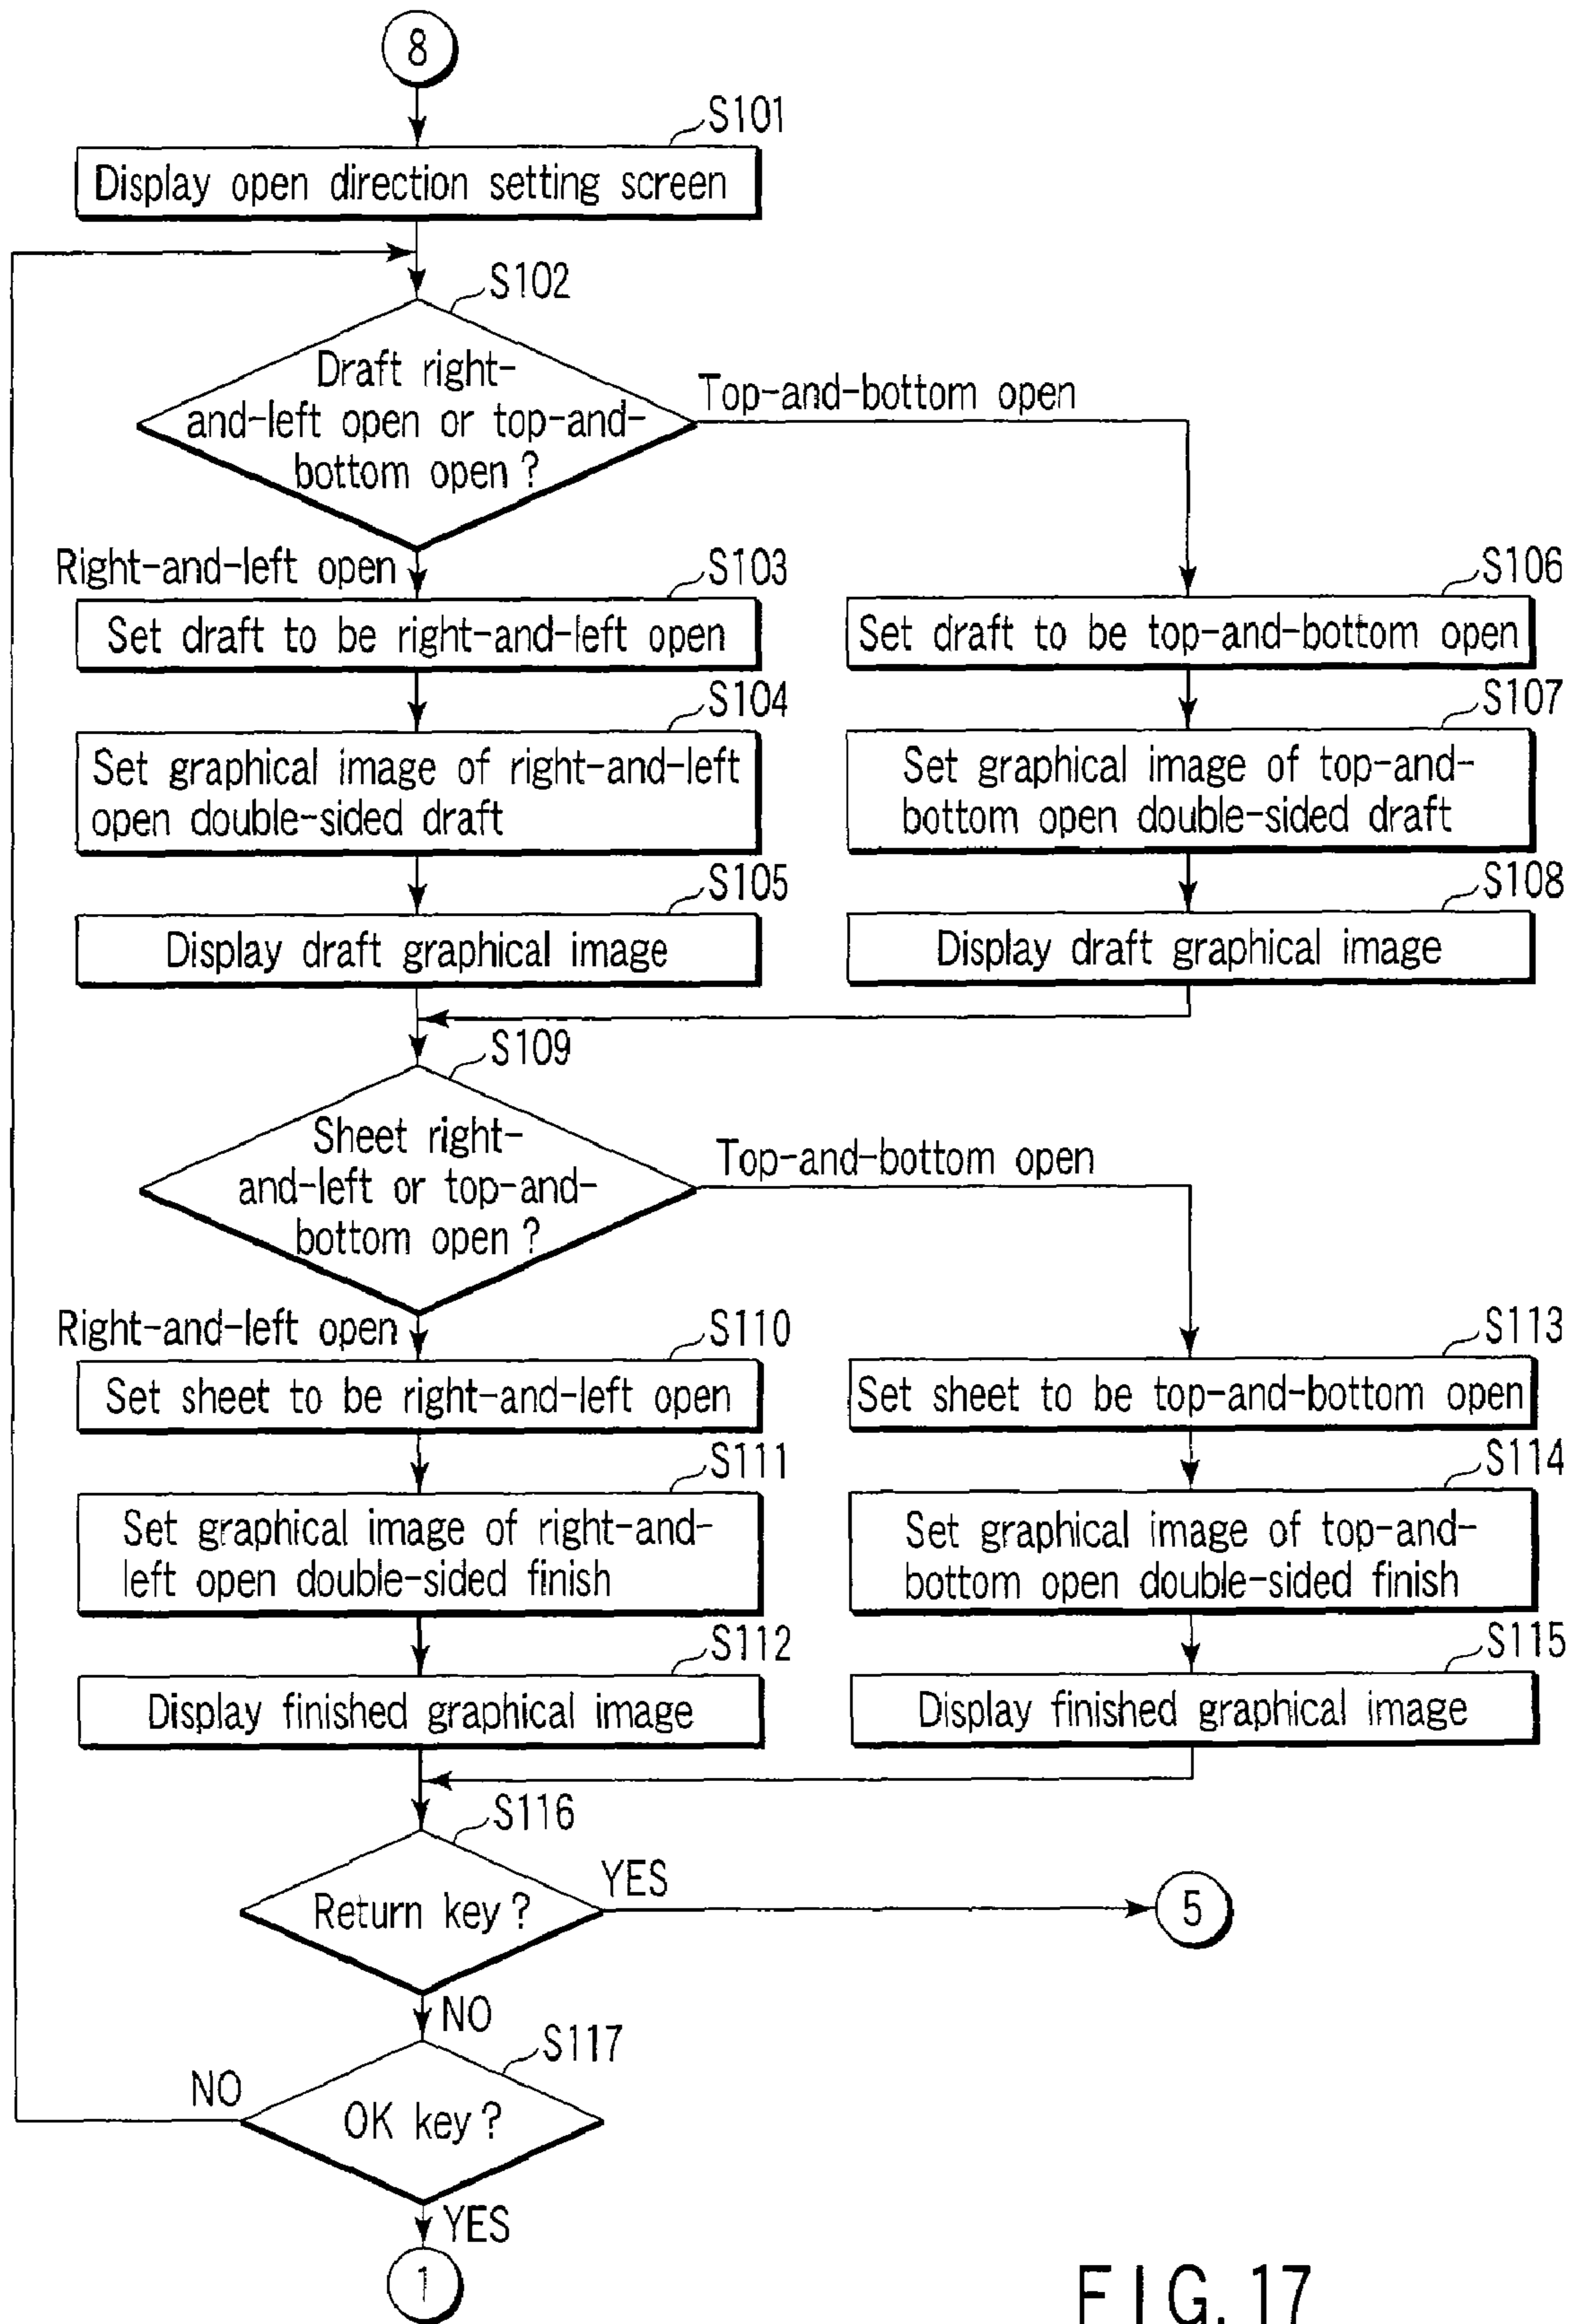 8
S101
Display open direction setting screen
S102
Draft right-
and-left open or top-and-
bottom open ?
Top-and-bottom open
Right-and-left open
S103
Set draft to be right-and-left open
S106
Set draft to be top-and-bottom open
S104
Set graphical image of right-and-left
open double-sided draft
S107
Set graphical image of top-and-
bottom open double-sided draft
S105
Display draft graphical image
S108
Display draft graphical image
S109
Sheet right-
and-left or top-and-
bottom open ?
Top-and-bottom open
Right-and-left open
S110
Set sheet to be right-and-left open
S113
Set sheet to be top-and-bottom open
S111
Set graphical image of right-and-
left open double-sided finish
S114
Set graphical image of top-and-
bottom open double-sided finish
S112
Display finished graphical image
S115
Display finished graphical image
S116
Return key ?
YES
5
NO
S117
OK key ?
NO
YES
1
FIG. 17